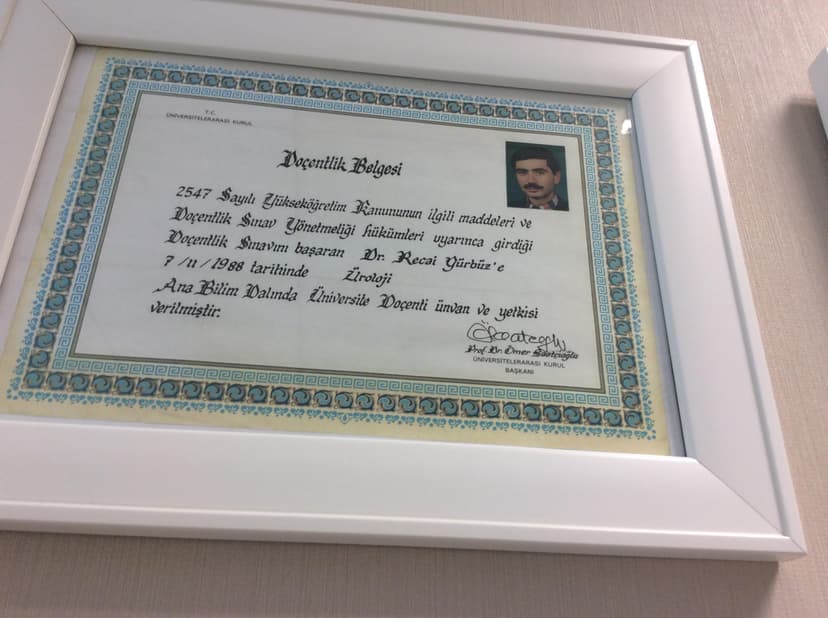 T.C.
ÜNİVERSİTELERARASI KURUL
Doçentlik Belgesi
2547 Sayılı Yükseköğretim Kanununun ilgili maddeleri ve
Doçentlik Sınav Yönetmeliği hükümleri uyarınca girdiği
Doçentlik Sınavını başaran Dr. Recai Gürbüz'e
7/11/1988 tarihinde Üroloji
Ana Bilim Dalında Üniversite Doçenti ünvan ve yetkisi
verilmiştir.
Prof. Dr. Ömer Saatçioğlu
ÜNİVERSİTELERARASI KURUL
BAŞKANI